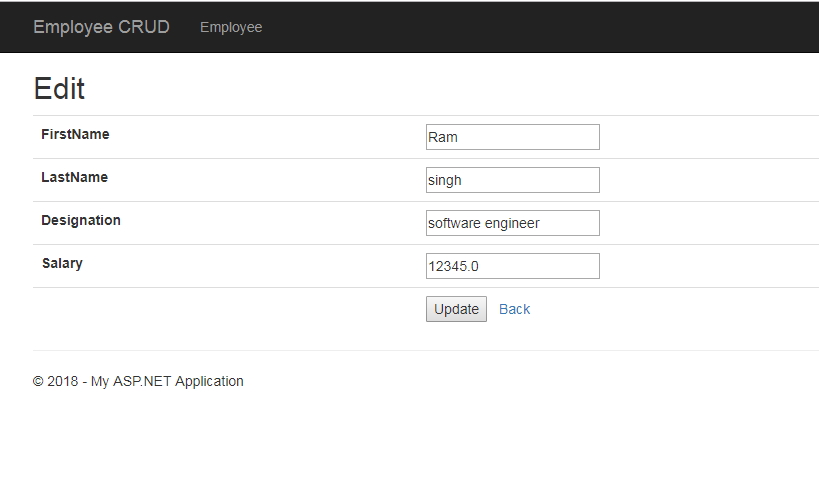 Employee CRUD Employee
Edit
FirstName Ram
LastName singh
Designation software engineer
Salary 12345.0
Update Back
© 2018 - My ASP.NET Application